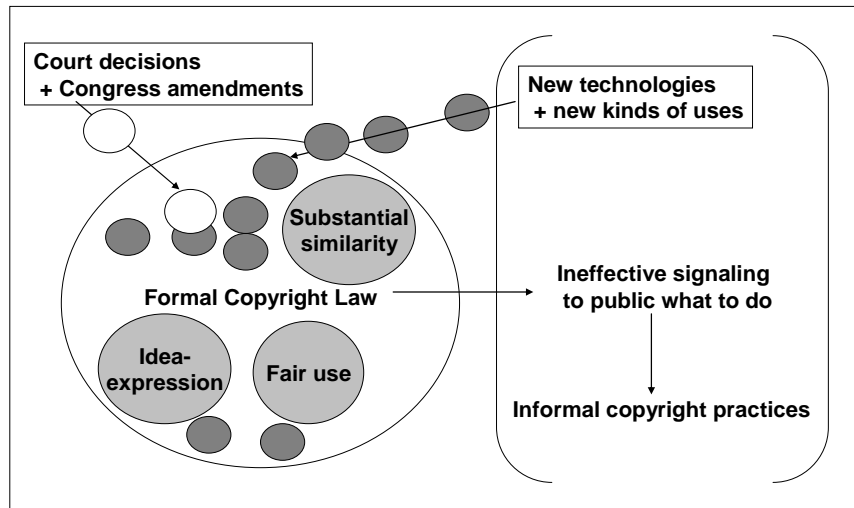 Court decisions
+ Congress amendments
New technologies
+ new kinds of uses
Substantial
similarity
Formal Copyright Law
Ineffective signaling
to public what to do
Idea-
expression
Fair use
Informal copyright practices